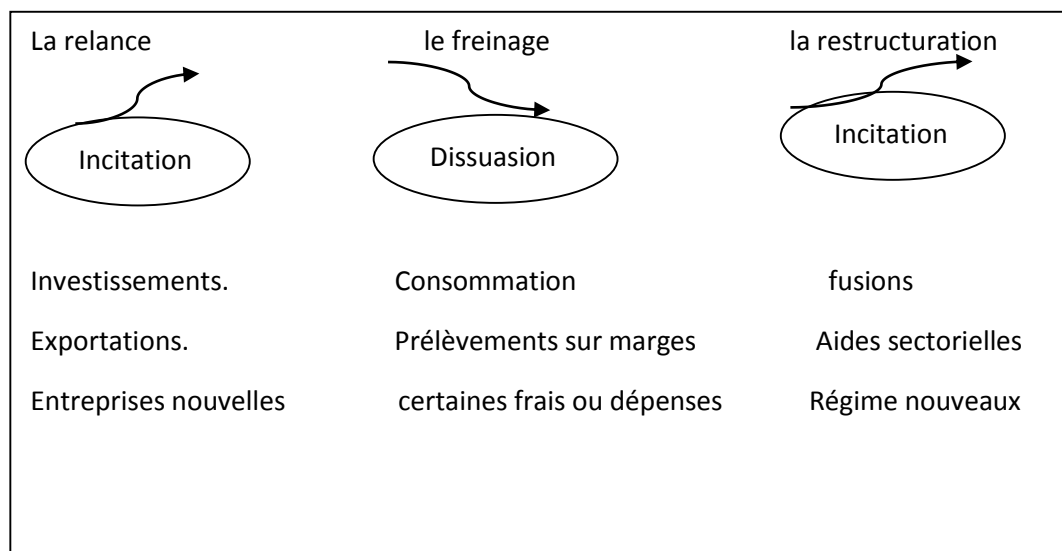 La relance le freinage la restructuration
Incitation Dissuasion Incitation
Investissements. Consommation fusions
Exportations. Prélèvements sur marges Aides sectorielles
Entreprises nouvelles certaines frais ou dépenses Régime nouveaux